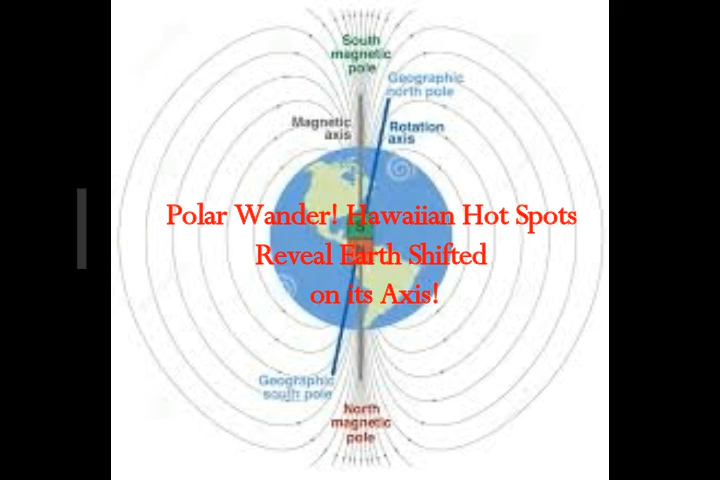 South
magnetic
pole
Geographic
north pole
Magnetic
axis
Rotation
axis
Polar Wander! Hawaiian Hot Spots
S
N
Reveal Earth Shifted
on its Axis!
Geographic
south pole
North
magnetic
pole